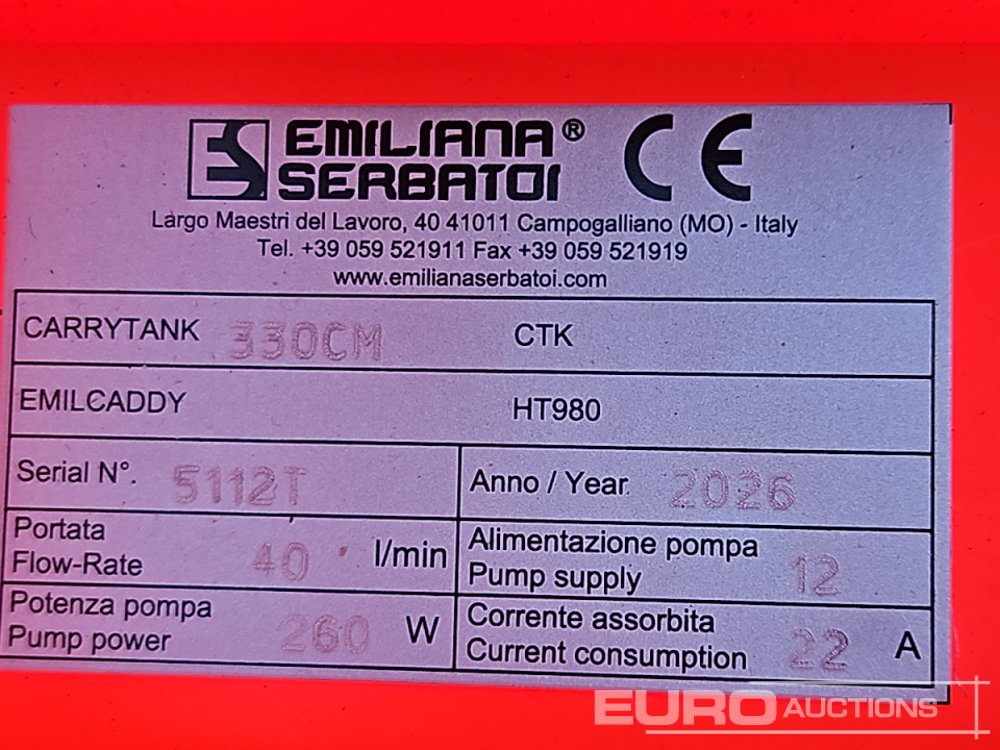 ES EMILIANA® CE
SERBATOI
Largo Maestri del Lavoro, 40 41011 Campogalliano (MO) - Italy
Tel. +39 059 521911 Fax +39 059 521919
www.emilianaserbatoi.com
CARRYTANK 330CM CTK
EMILCADDY HT980
Serial N°. 5112T Anno / Year 2026
Portata
Flow-Rate 40 l/min
Alimentazione pompa
Pump supply 12
Potenza pompa
Pump power 260 W
Corrente assorbita
Current consumption 22 A
EURO AUCTIONS